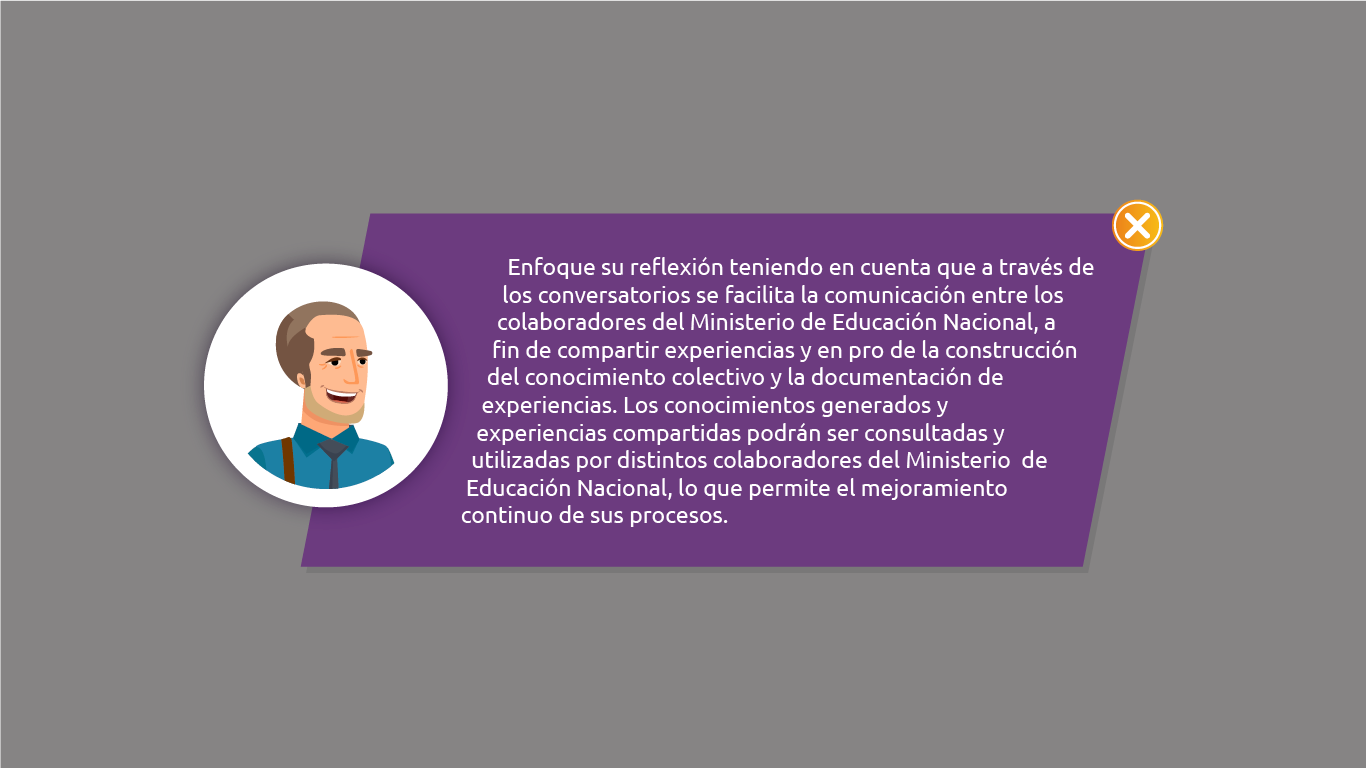 Enfoque su reflexión teniendo en cuenta que a través de
los conversatorios se facilita la comunicación entre los
colaboradores del Ministerio de Educación Nacional, a
fin de compartir experiencias y en pro de la construcción
del conocimiento colectivo y la documentación de
experiencias. Los conocimientos generados y
experiencias compartidas podrán ser consultadas y
utilizadas por distintos colaboradores del Ministerio  de
Educación Nacional, lo que permite el mejoramiento
continuo de sus procesos.